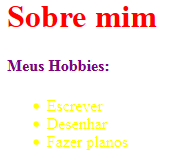 Sobre mim
Meus Hobbies:
Escrever
Desenhar
Fazer planos